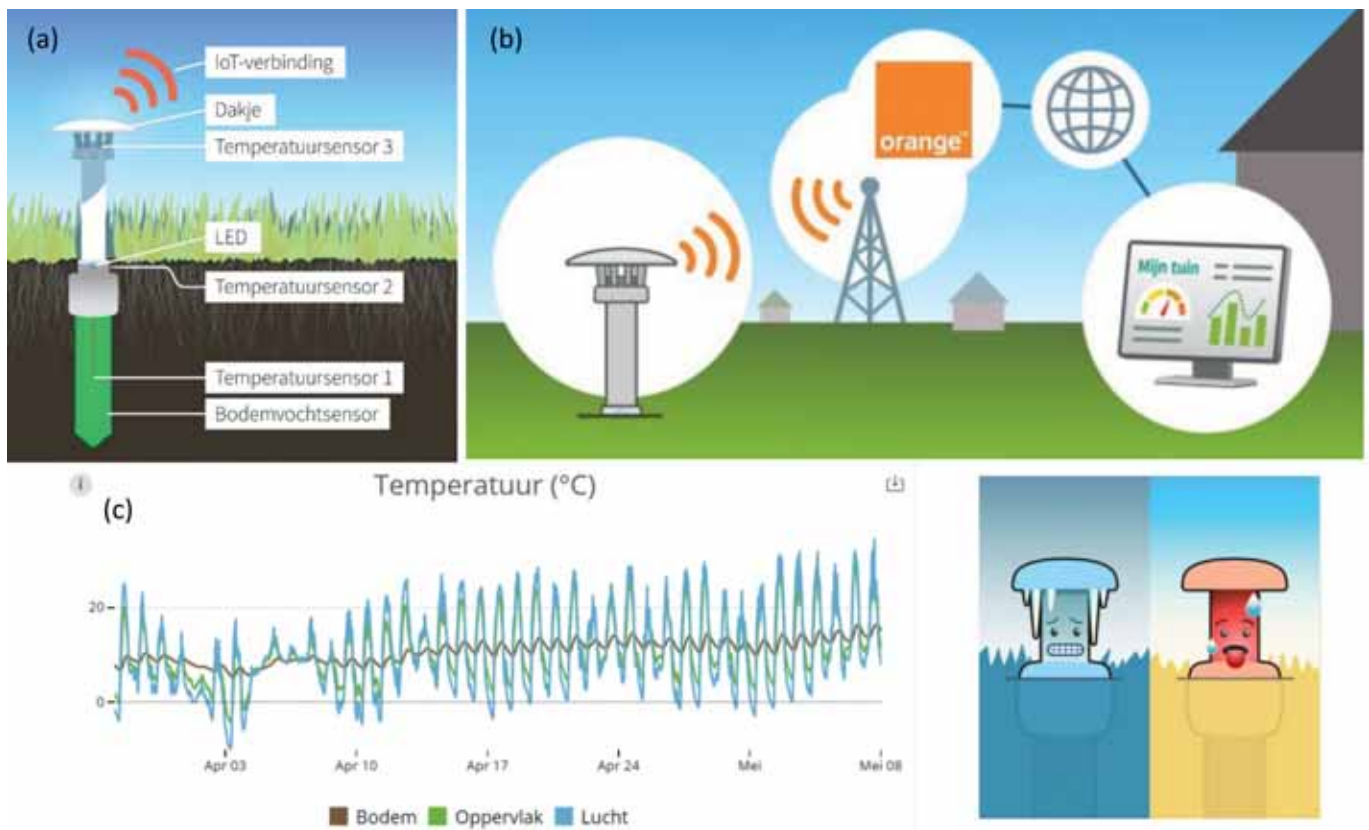 (a)
IoT-verbinding
Dakje
Temperatuursensor 3
LED
Temperatuursensor 2
Temperatuursensor 1
Bodemvochtsensor
(b)
orange™
Mijn tuin
i
Temperatuur (°C)
(c)
20
0
Apr 03
Apr 10
Apr 17
Apr 24
Mei
Mei 08
Bodem
Oppervlak
Lucht